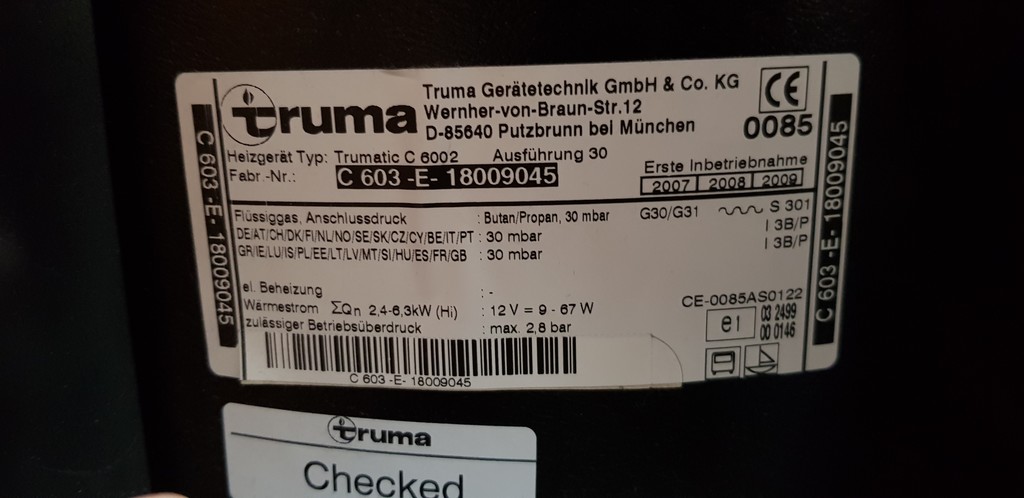 truma
Truma Gerätetechnik GmbH & Co. KG
Wernher-von-Braun-Str.12
D-85640 Putzbrunn bei München
CE
0085
Heizgerät Typ: Trumatic C 6002 Ausführung 30
Fabr.-Nr.: C 603 -E- 18009045
Erste Inbetriebnahme
2007 2008 2009
Flüssiggas, Anschlussdruck : Butan/Propan, 30 mbar G30/G31 S 301
DE/AT/CH/DK/FI/NL/NO/SE/SK/CZ/CY/BE/IT/PT : 30 mbar I 3B/P
GR/IE/LU/IS/PL/EE/LT/LV/MT/SI/HU/ES/FR/GB : 30 mbar I 3B/P
el. Beheizung : -
Wärmestrom ΣQn 2,4-6,3kW (Hi) : 12 V = 9 - 67 W
zulässiger Betriebsüberdruck : max. 2,8 bar
CE-0085AS0122
e1 03 2499
00 0146
C 603 -E- 18009045
C 603 -E- 18009045
C 603 -E- 18009045
truma
Checked